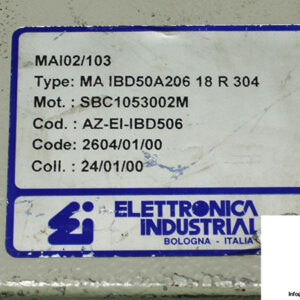 MAI02/103
Type: MA IBD50A206 18 R 304
Mot. : SBC1053002M
Cod. : AZ-EI-IBD506
Code: 2604/01/00
Coll. : 24/01/00
ELETTRONICA
INDUSTRIAL
BOLOGNA - ITALIA